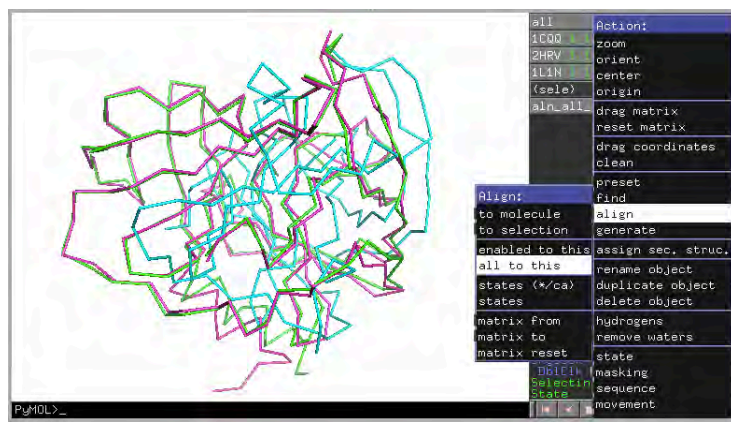 all
1CQQ
2HRV
1L1N
(sele)
aln_all_
Action:
zoom
orient
center
origin
drag matrix
reset matrix
drag coordinates
clean
preset
find
align
generate
assign sec. struc.
rename object
duplicate object
delete object
hydrogens
remove waters
state
masking
sequence
movement
Align:
to molecule
to selection
enabled to this
all to this
states (*/ca)
states
matrix from
matrix to
matrix reset
DblClk
Selectin
State
PyMOL>_